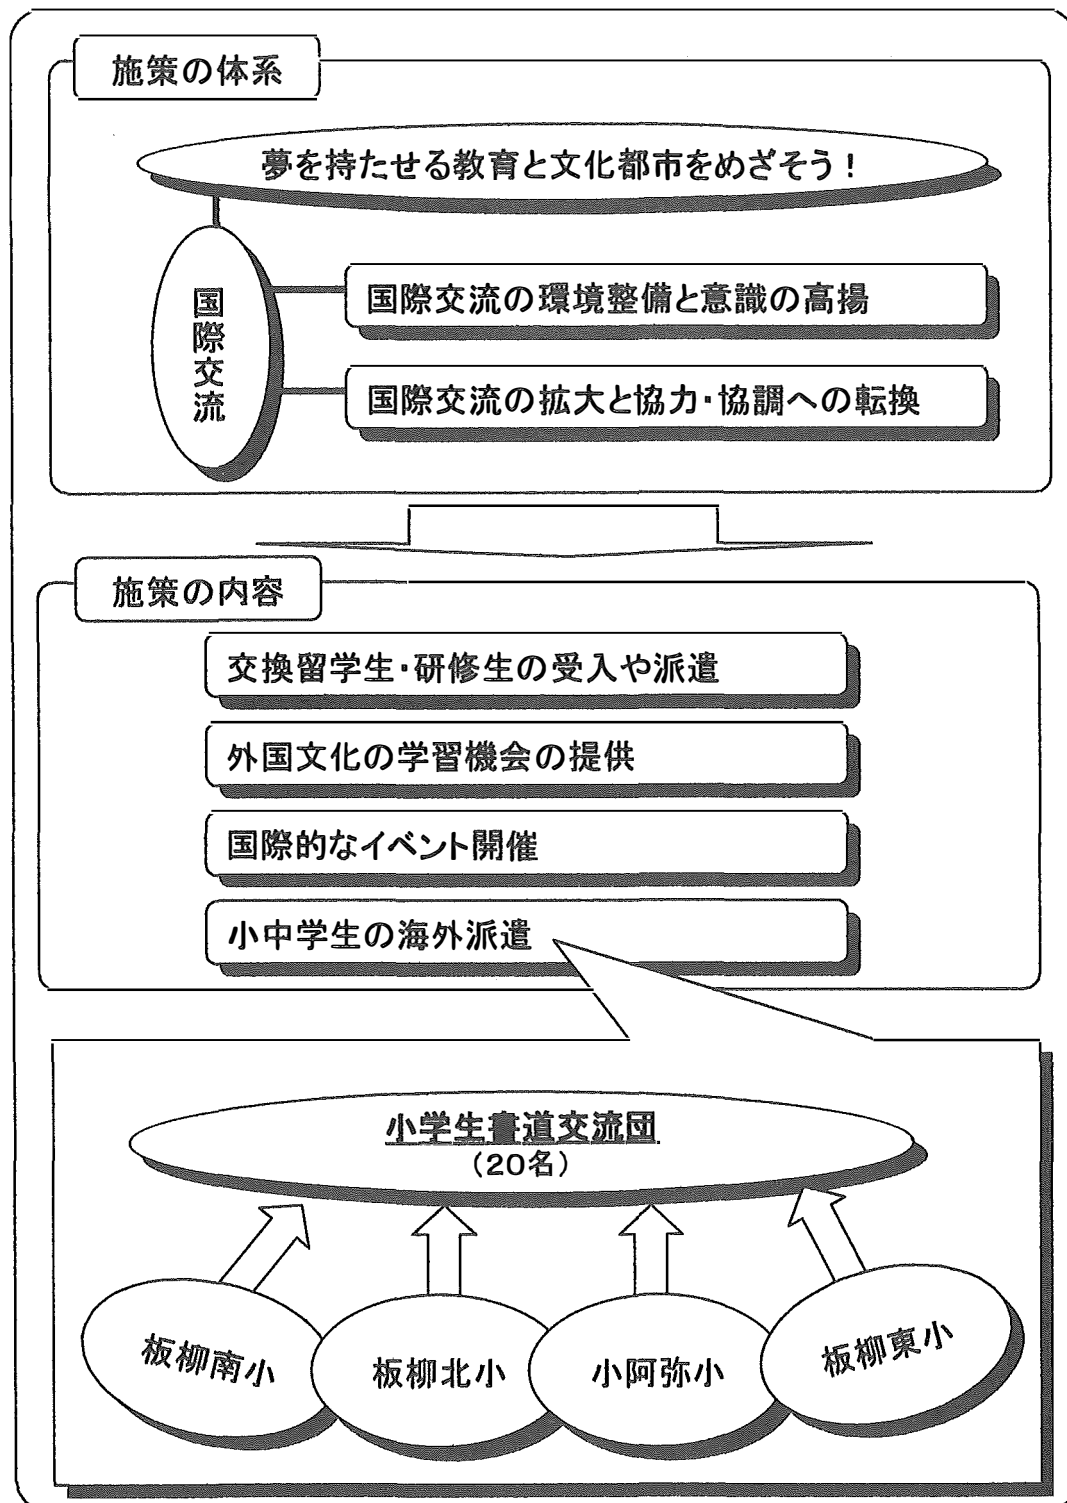 施策の体系
夢を持たせる教育と文化都市をめざそう！
国際交流
国際交流の環境整備と意識の高揚
国際交流の拡大と協力・協調への転換
施策の内容
交換留学生・研修生の受入や派遣
外国文化の学習機会の提供
国際的なイベント開催
小中学生の海外派遣
小学生書道交流団
（20名）
板柳南小
板柳北小
小阿弥小
板柳東小